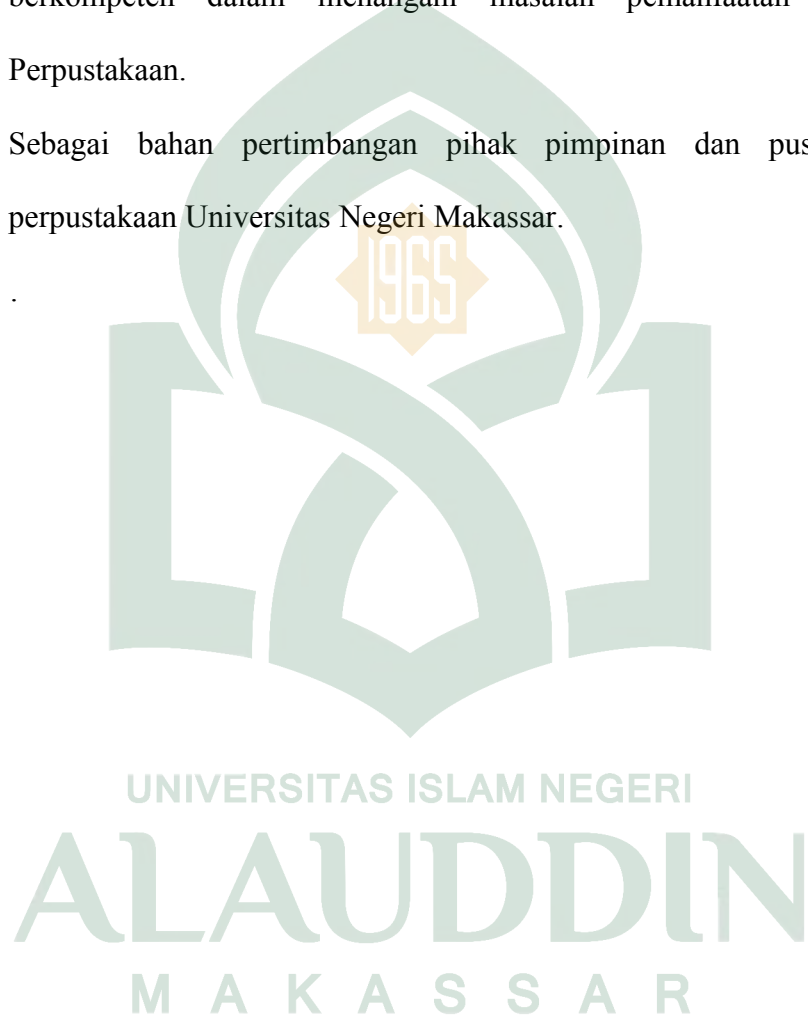 berkompeten dalam menangani masalah pemanfaatan
Perpustakaan.
Sebagai bahan pertimbangan pihak pimpinan dan
perpustakaan Universitas Negeri Makassar.
.
1965
UNIVERSITAS ISLAM NEGERI
ALAUDDIN
MAKASSAR